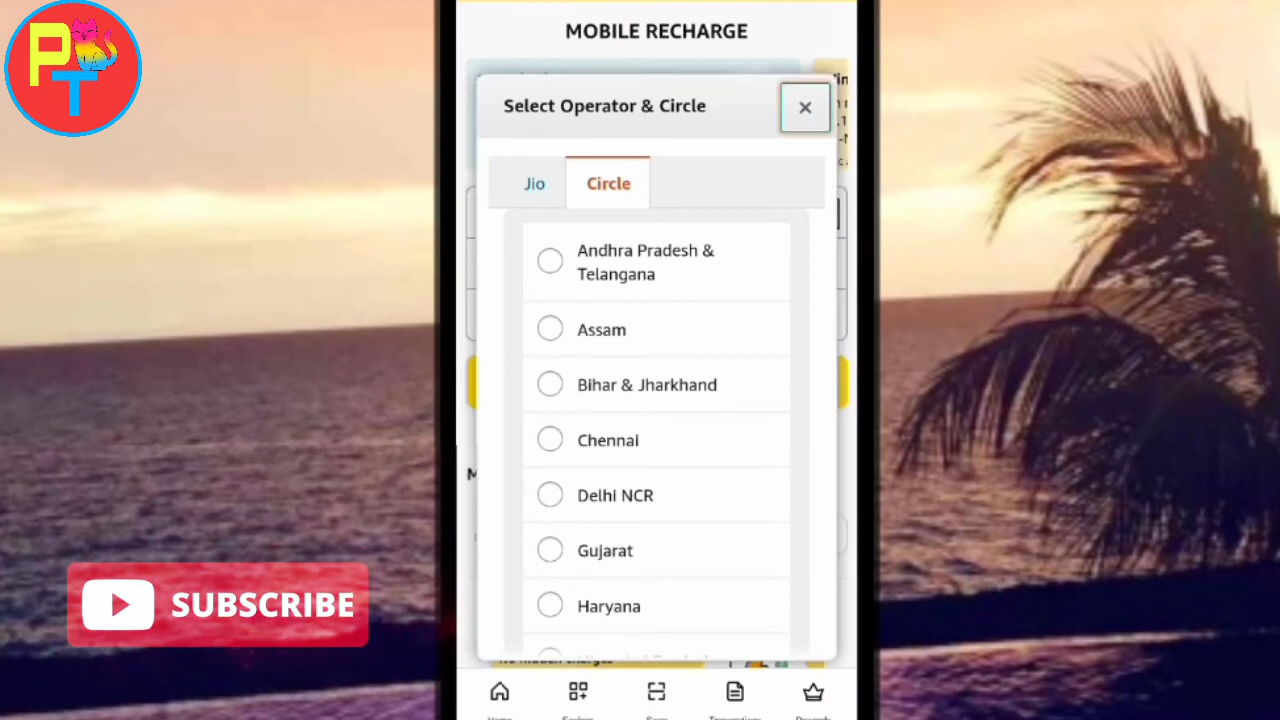 PT
MOBILE RECHARGE
Select Operator & Circle
Jio
Circle
Andhra Pradesh &
Telangana
Assam
Bihar & Jharkhand
Chennai
Delhi NCR
Gujarat
Haryana
SUBSCRIBE